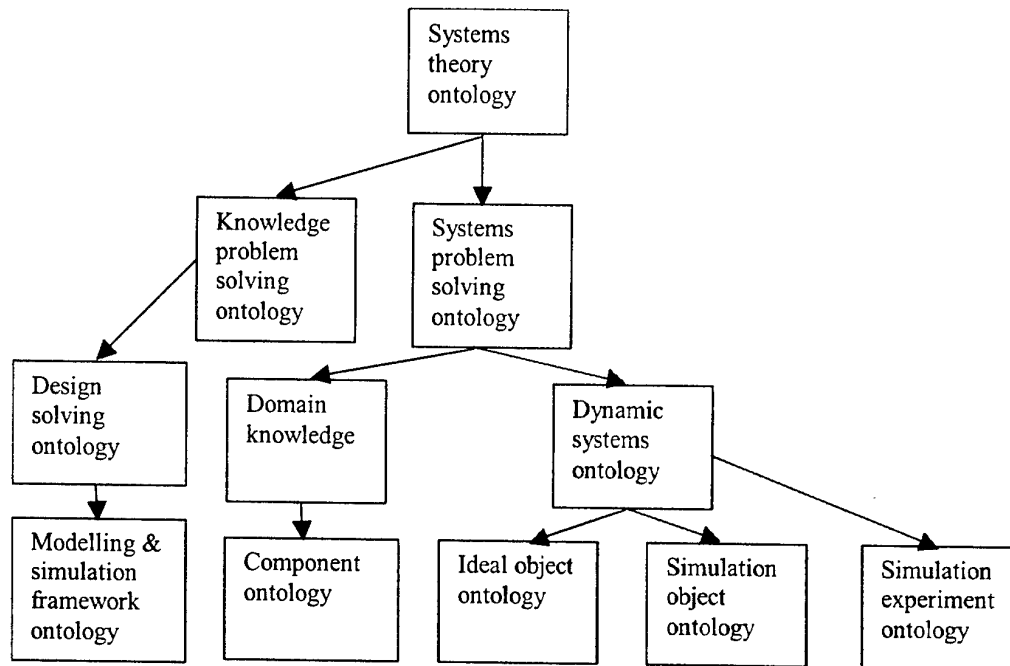 Systems
theory
ontology
Knowledge
problem
solving
ontology
Systems
problem
solving
ontology
Design
solving
ontology
Domain
knowledge
Dynamic
systems
ontology
Modelling &
simulation
framework
ontology
Component
ontology
Ideal object
ontology
Simulation
object
ontology
Simulation
experiment
ontology